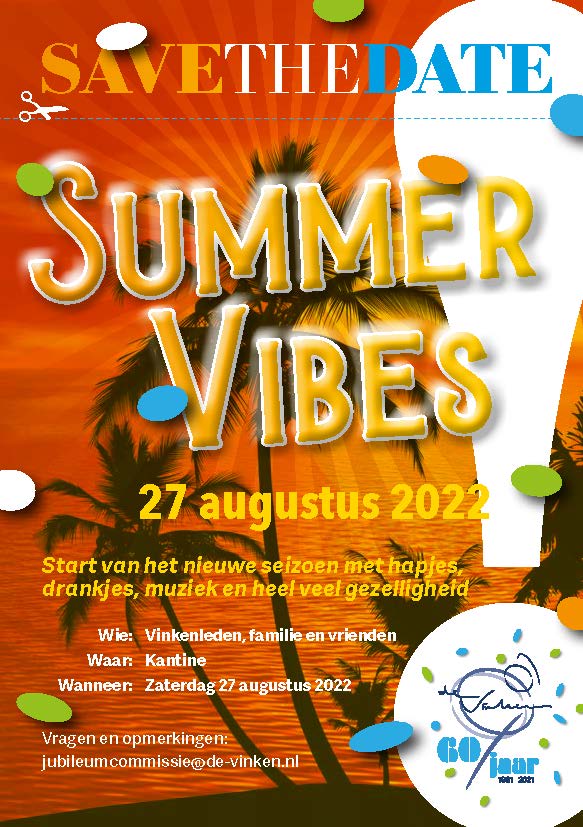 SAVETHEDATE
SUMMER
VIBES
27 augustus 2022
Start van het nieuwe seizoen met hapjes,
drankjes, muziek en heel veel gezelligheid
Wie: Vinkenleden, familie en vrienden
Waar: Kantine
Wanneer: Zaterdag 27 augustus 2022
Vragen en opmerkingen:
jubileumcommissie@de-vinken.nl
de Vinken
60 jaar
1961 2021